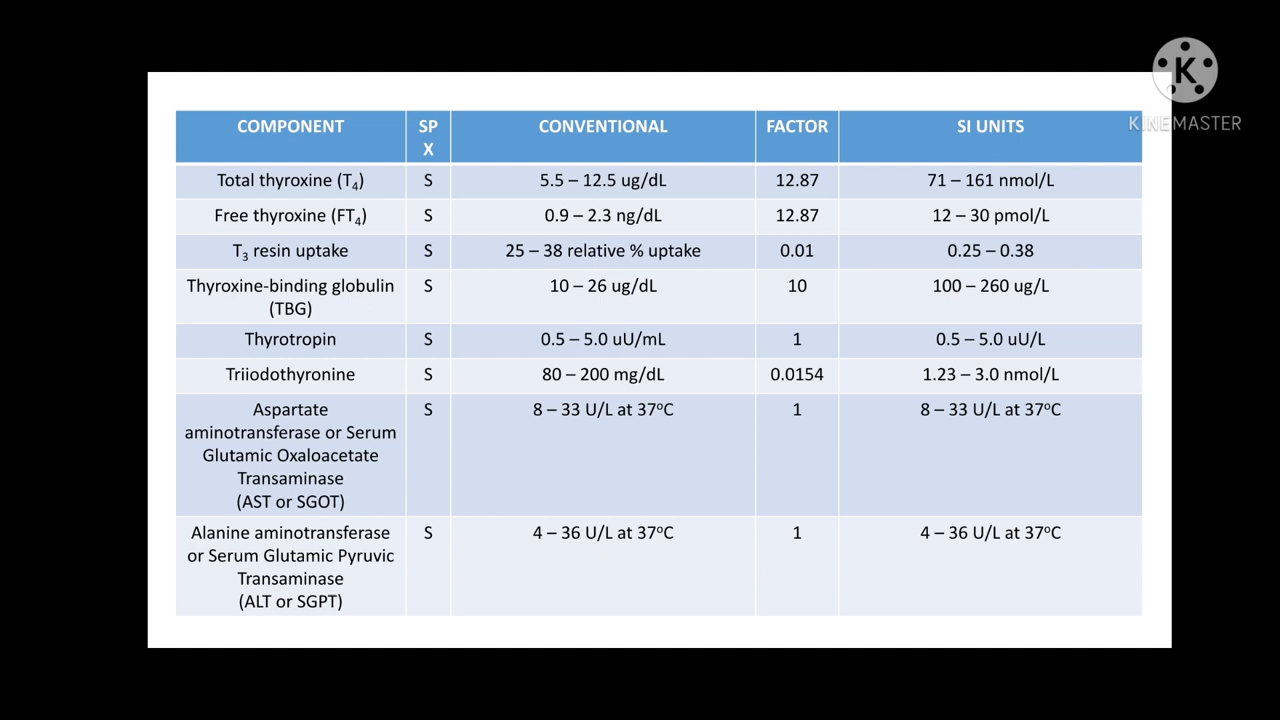 K
KINEMASTER
COMPONENT SP X CONVENTIONAL FACTOR SI UNITS
Total thyroxine (T₄) S 5.5 – 12.5 ug/dL 12.87 71 – 161 nmol/L
Free thyroxine (FT₄) S 0.9 – 2.3 ng/dL 12.87 12 – 30 pmol/L
T₃ resin uptake S 25 – 38 relative % uptake 0.01 0.25 – 0.38
Thyroxine-binding globulin S 10 – 26 ug/dL 10 100 – 260 ug/L
(TBG)
Thyrotropin S 0.5 – 5.0 uU/mL 1 0.5 – 5.0 uU/L
Triiodothyronine S 80 – 200 mg/dL 0.0154 1.23 – 3.0 nmol/L
Aspartate S 8 – 33 U/L at 37ºC 1 8 – 33 U/L at 37ºC
aminotransferase or Serum
Glutamic Oxaloacetate
Transaminase
(AST or SGOT)
Alanine aminotransferase S 4 – 36 U/L at 37ºC 1 4 – 36 U/L at 37ºC
or Serum Glutamic Pyruvic
Transaminase
(ALT or SGPT)